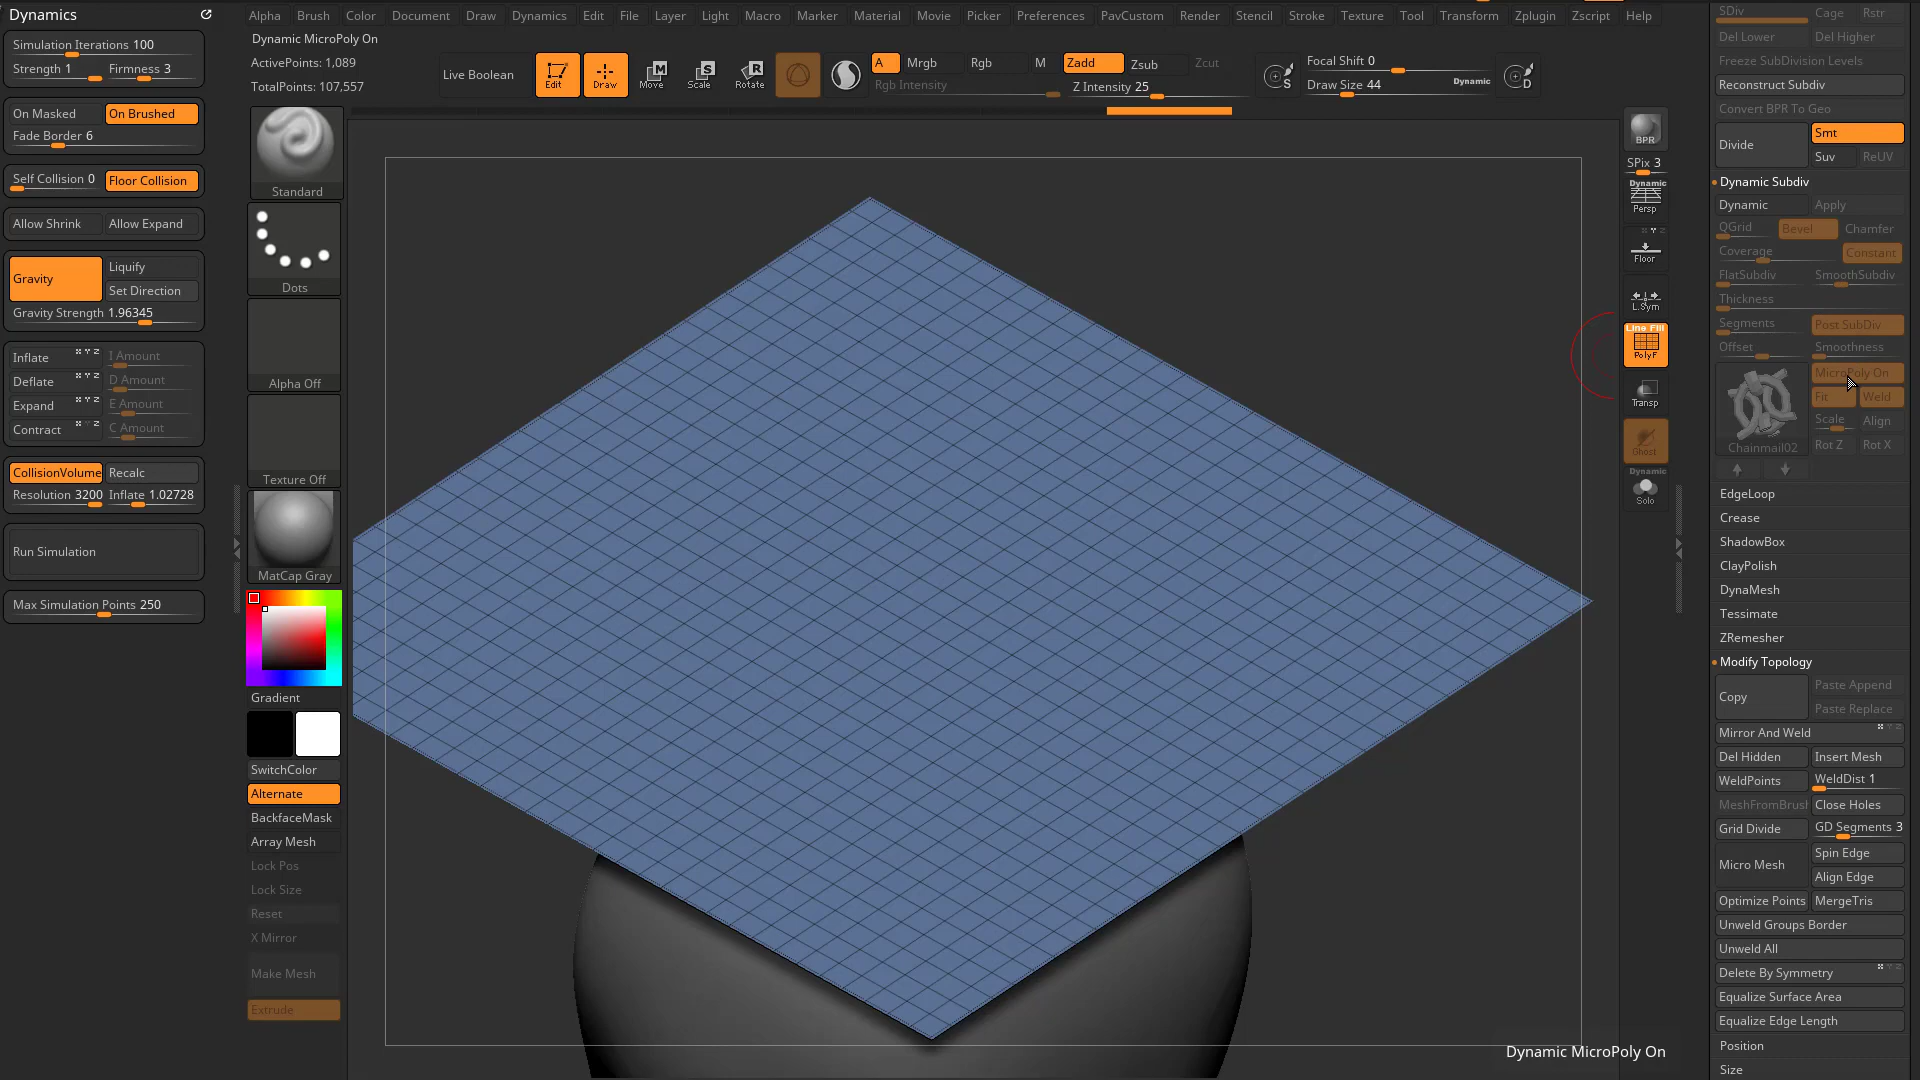 Dynamics
Simulation Iterations 100
Strength 1 Firmness 3
On Masked On Brushed
Fade Border 6
Self Collision 0 Floor Collision
Allow Shrink Allow Expand
Gravity Liquify
Set Direction
Gravity Strength 1.96345
Inflate I Amount
Deflate D Amount
Expand E Amount
Contract C Amount
CollisionVolume Recalc
Resolution 3200 Inflate 1.02728
Run Simulation
Max Simulation Points 250
Alpha Brush Color Document Draw Dynamics Edit File Layer Light Macro Marker Material Movie Picker Preferences PavCustom Render Stencil Stroke Texture Tool Transform Zplugin Zscript Help
Dynamic MicroPoly On
ActivePoints: 1,089
TotalPoints: 107,557
Live Boolean
Edit Draw Move Scale Rotate
A Mrgb Rgb M Zadd Zsub Zcut
Rgb Intensity Z Intensity 25
S
Focal Shift 0
Draw Size 44 Dynamic
D
Standard
Dots
Alpha Off
Texture Off
MatCap Gray
Gradient
SwitchColor
Alternate
BackfaceMask
Array Mesh
Lock Pos
Lock Size
Reset
X Mirror
Make Mesh
Extrude
BPR
SPix 3
Dynamic
Persp
Floor
L.Sym
Line Fill
PolyF
Transp
Ghost
Dynamic
Solo
SDiv Cage Rstr
Del Lower Del Higher
Freeze SubDivision Levels
Reconstruct Subdiv
Convert BPR To Geo
Divide Smt
Suv ReUV
Dynamic Subdiv
Dynamic Apply
QGrid Bevel Chamfer
Coverage Constant
FlatSubdiv SmoothSubdiv
Thickness
Segments Post SubDiv
Offset Smoothness
MicroPoly On
Fit Weld
Scale Align
Chainmail02 Rot Z Rot X
EdgeLoop
Crease
ShadowBox
ClayPolish
DynaMesh
Tessimate
ZRemesher
Modify Topology
Copy Paste Append
Paste Replace
Mirror And Weld
Del Hidden Insert Mesh
WeldPoints WeldDist 1
MeshFromBrush Close Holes
Grid Divide GD Segments 3
Micro Mesh Spin Edge
Align Edge
Optimize Points MergeTris
Unweld Groups Border
Unweld All
Delete By Symmetry
Equalize Surface Area
Equalize Edge Length
Position
Size
Dynamic MicroPoly On